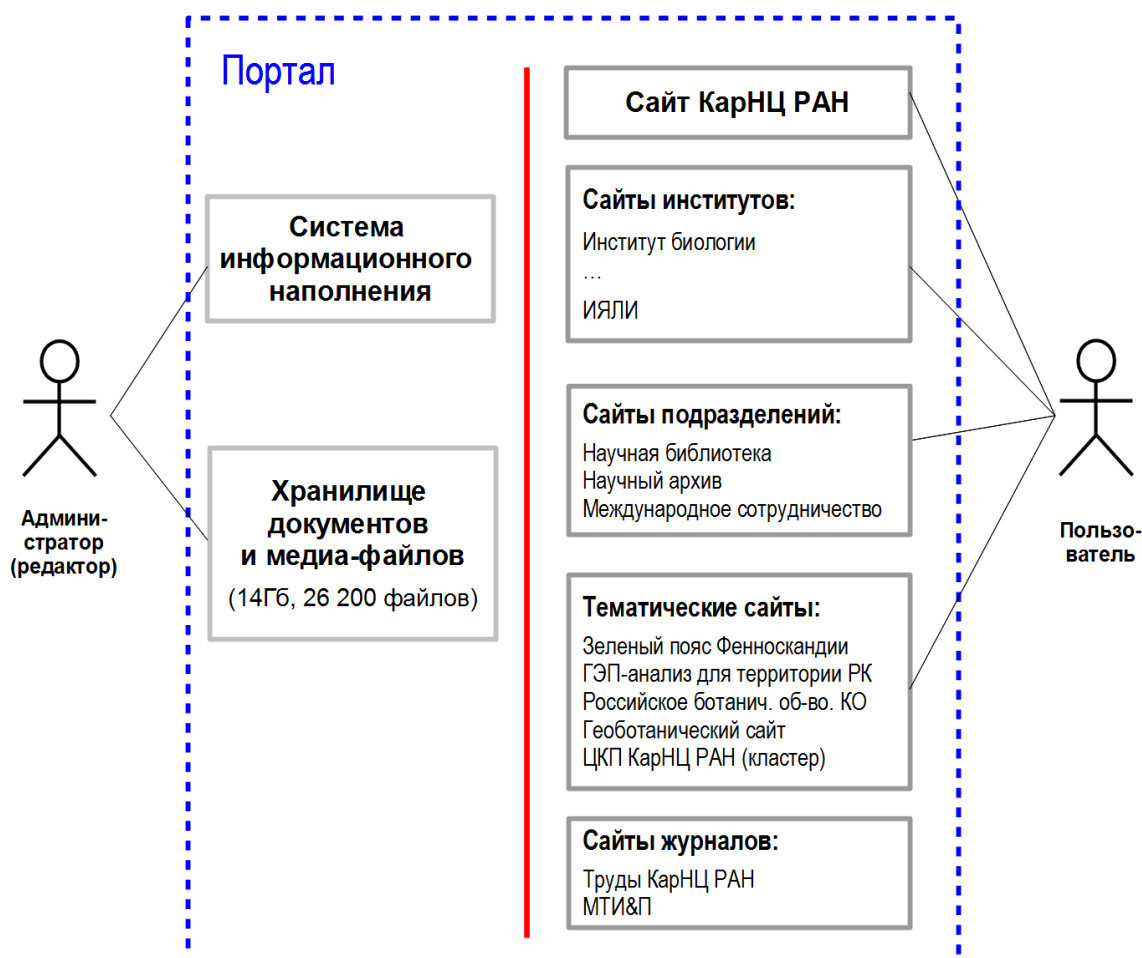 Портал
Система
информационного
наполнения
Хранилище
документов
и медиа-файлов
(14Гб, 26 200 файлов)
Админи-
стратор
(редактор)
Сайт КарНЦ РАН
Сайты институтов:
Институт биологии
...
ИЯЛИ
Сайты подразделений:
Научная библиотека
Научный архив
Международное сотрудничество
Тематические сайты:
Зеленый пояс Фенноскандии
ГЭП-анализ для территории РК
Российское ботанич. об-во. КО
Геоботанический сайт
ЦКП КарНЦ РАН (кластер)
Сайты журналов:
Труды КарНЦ РАН
МТИ&П
Пользо-
ватель